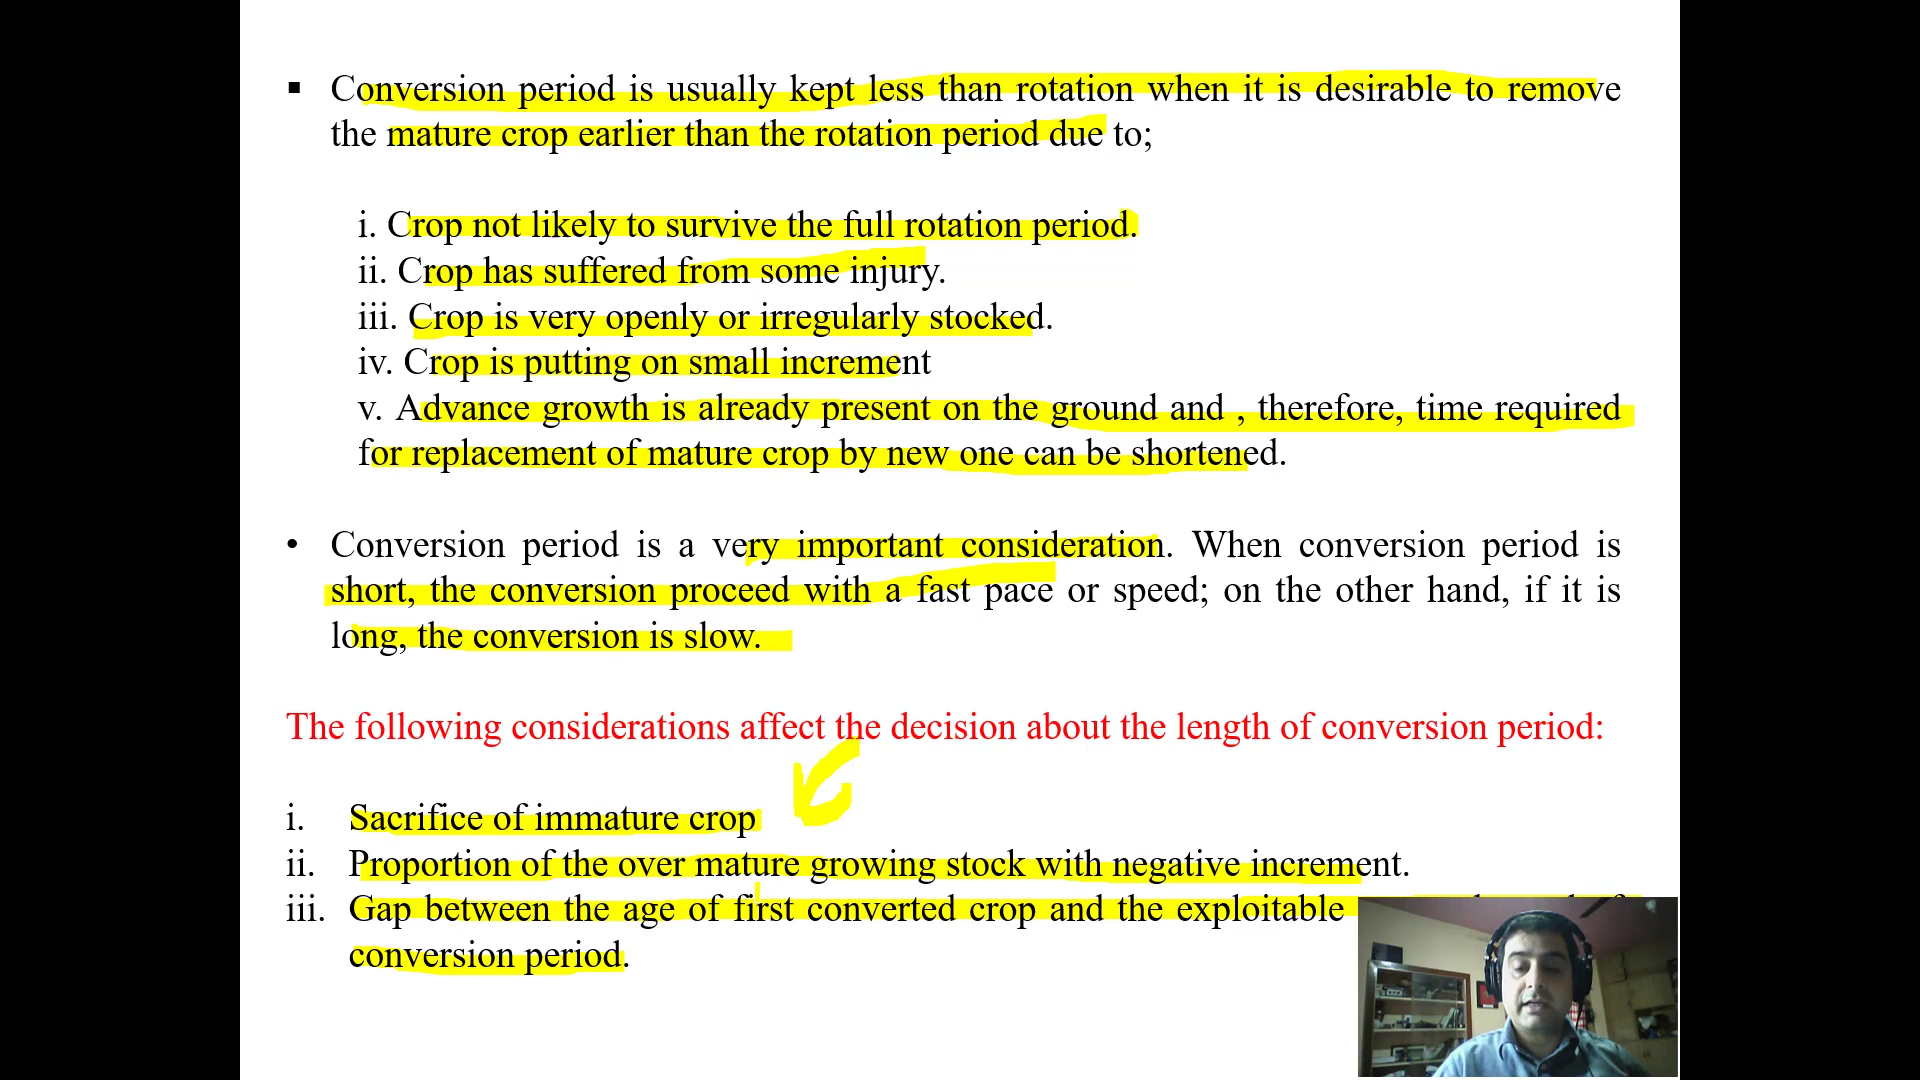 ▪ Conversion period is usually kept less than rotation when it is desirable to remove
the mature crop earlier than the rotation period due to;
i. Crop not likely to survive the full rotation period.
ii. Crop has suffered from some injury.
iii. Crop is very openly or irregularly stocked.
iv. Crop is putting on small increment
v. Advance growth is already present on the ground and , therefore, time required
for replacement of mature crop by new one can be shortened.
• Conversion period is a very important consideration. When conversion period is
short, the conversion proceed with a fast pace or speed; on the other hand, if it is
long, the conversion is slow.
The following considerations affect the decision about the length of conversion period:
i. Sacrifice of immature crop
ii. Proportion of the over mature growing stock with negative increment.
iii. Gap between the age of first converted crop and the exploitable
conversion period.